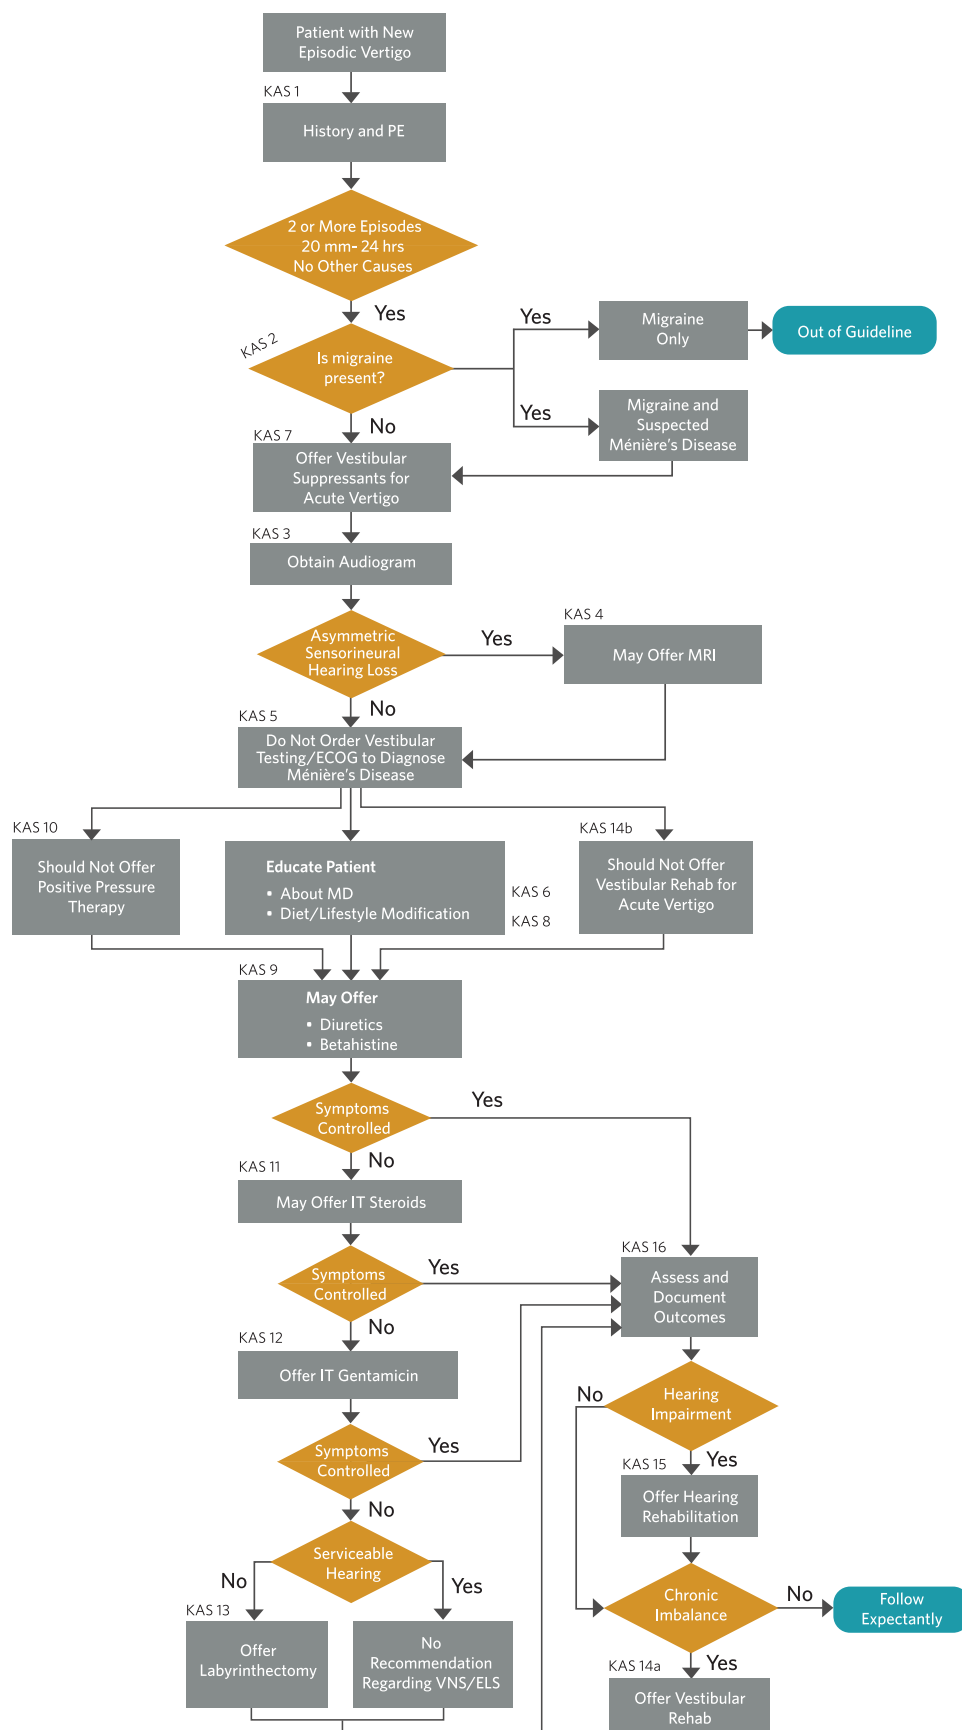 Patient with New
Episodic Vertigo
KAS 1
History and PE
2 or More Episodes
20 mm- 24 hrs
No Other Causes
Yes
KAS 2
Is migraine
present?
Yes
Migraine
Only
Out of Guideline
Yes
Migraine and
Suspected
Ménière's Disease
No
KAS 7
Offer Vestibular
Suppressants for
Acute Vertigo
KAS 3
Obtain Audiogram
Asymmetric
Sensorineural
Hearing Loss
Yes
KAS 4
May Offer MRI
No
KAS 5
Do Not Order Vestibular
Testing/ECOG to Diagnose
Ménière's Disease
KAS 10
Should Not Offer
Positive Pressure
Therapy
Educate Patient
• About MD
• Diet/Lifestyle Modification
KAS 6
KAS 8
KAS 14b
Should Not Offer
Vestibular Rehab for
Acute Vertigo
KAS 9
May Offer
• Diuretics
• Betahistine
Symptoms
Controlled
Yes
No
KAS 11
May Offer IT Steroids
Symptoms
Controlled
Yes
No
KAS 12
Offer IT Gentamicin
Symptoms
Controlled
Yes
No
Serviceable
Hearing
No
Yes
KAS 13
Offer
Labyrinthectomy
No
Recommendation
Regarding VNS/ELS
KAS 16
Assess and
Document
Outcomes
Hearing
Impairment
No
Yes
KAS 15
Offer Hearing
Rehabilitation
Chronic
Imbalance
No
Follow
Expectantly
Yes
KAS 14a
Offer Vestibular
Rehab